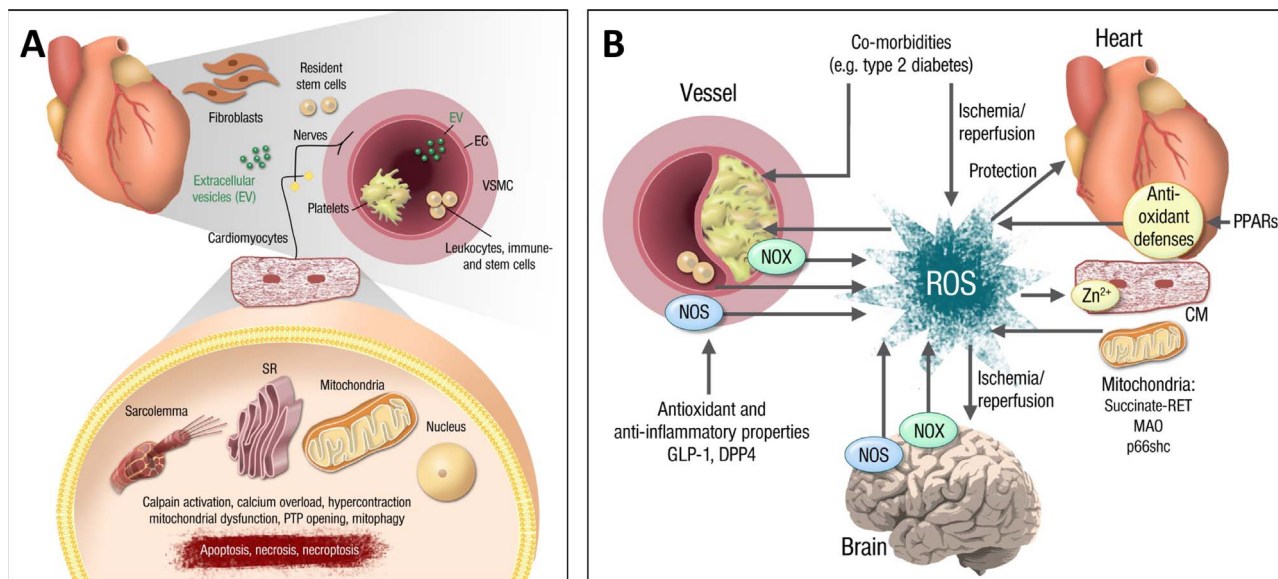 A
Resident
stem cells
Fibroblasts
Nerves
EV
EC
Extracellular
vesicles (EV)
VSMC
Platelets
Leukocytes, immune-
and stem cells
Cardiomyocytes
SR
Mitochondria
Sarcolemma
Nucleus
Calpain activation, calcium overload, hypercontraction
mitochondrial dysfunction, PTP opening, mitophagy
Apoptosis, necrosis, necroptosis
B
Co-morbidities
(e.g. type 2 diabetes)
Heart
Vessel
Ischemia/
reperfusion
Protection
Anti-
oxidant
defenses
PPARs
NOX
ROS
Zn²⁺
CM
NOS
Ischemia/
reperfusion
Mitochondria:
Succinate-RET
MAO
p66shc
Antioxidant and
anti-inflammatory properties
GLP-1, DPP4
NOX
NOS
Brain